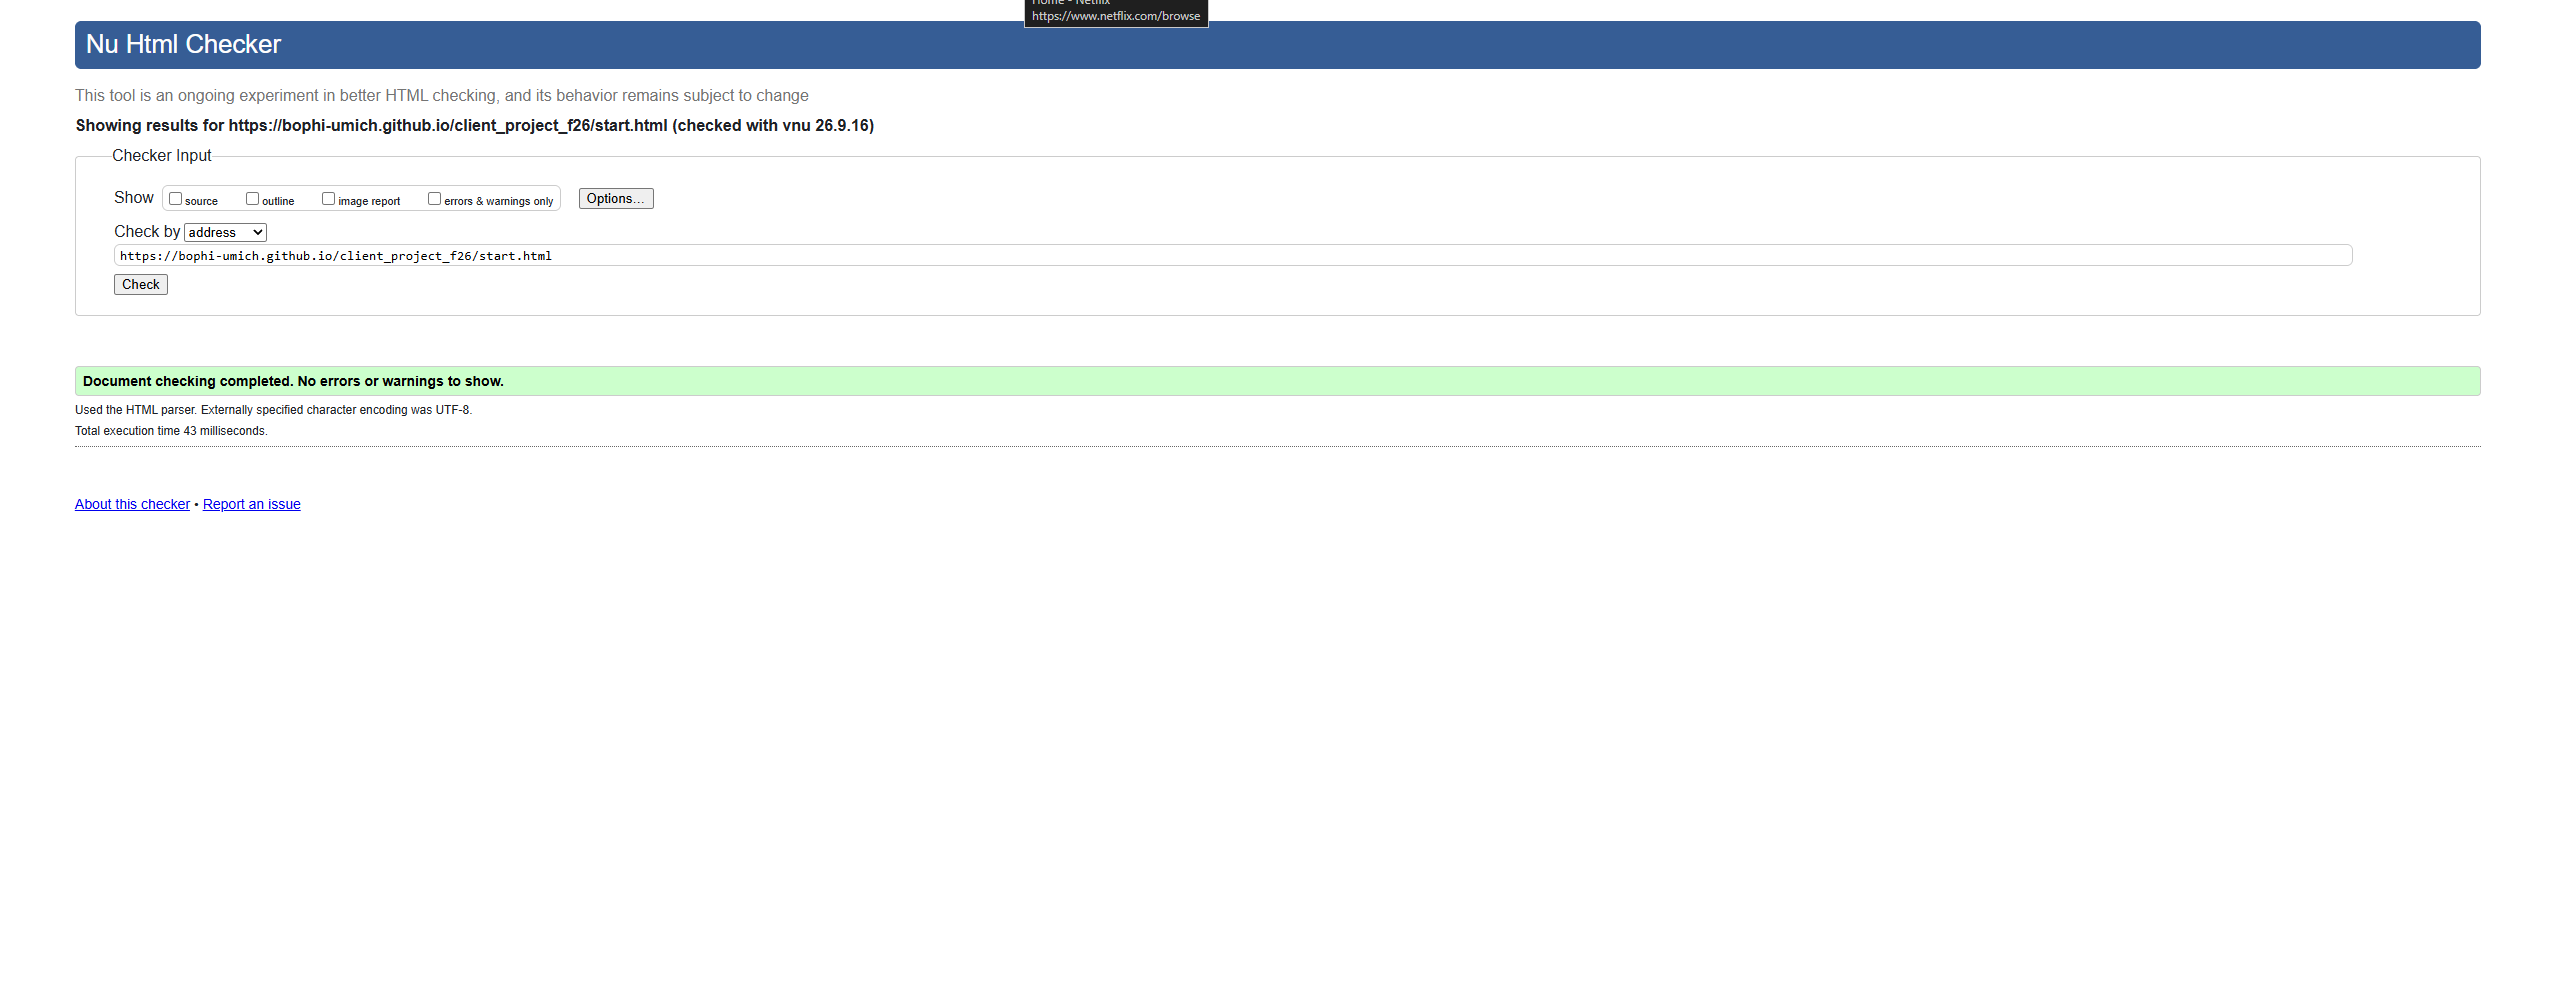 Home - Netflix
https://www.netflix.com/browse
Nu Html Checker
This tool is an ongoing experiment in better HTML checking, and its behavior remains subject to change
Showing results for https://bophi-umich.github.io/client_project_f26/start.html (checked with vnu 26.9.16)
Checker Input
Show source outline image report errors & warnings only Options...
Check by address
https://bophi-umich.github.io/client_project_f26/start.html
Check
Document checking completed. No errors or warnings to show.
Used the HTML parser. Externally specified character encoding was UTF-8.
Total execution time 43 milliseconds.
About this checker • Report an issue